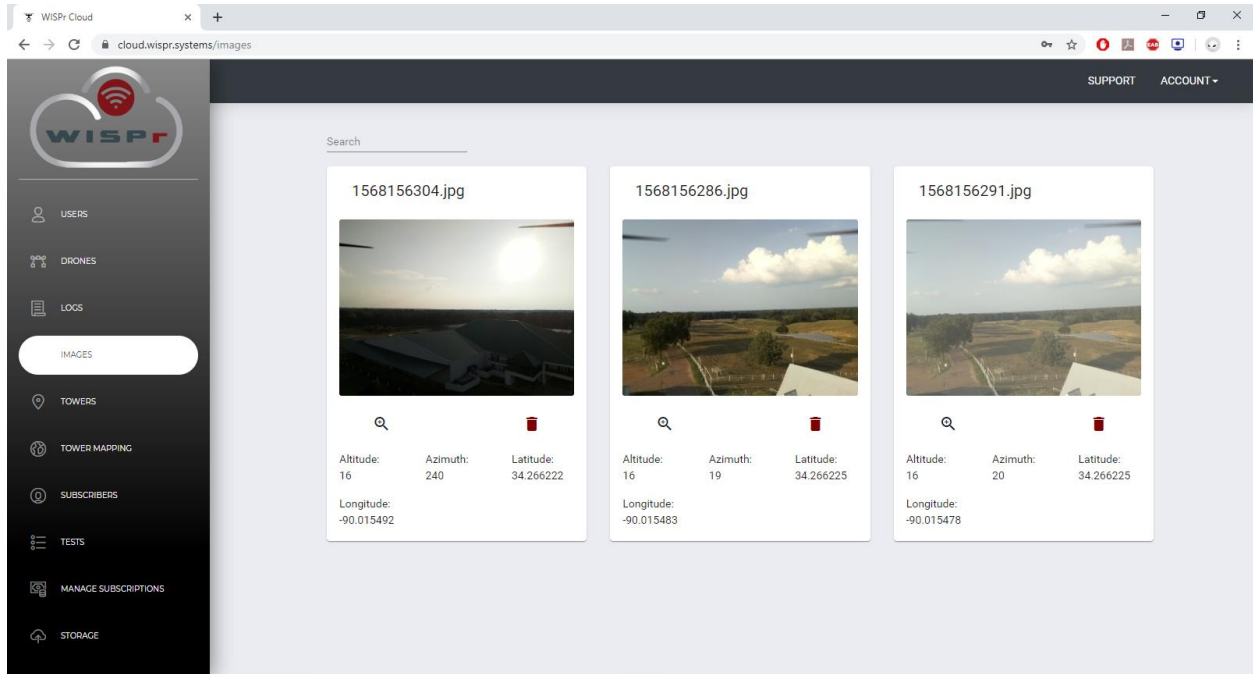 WISPr Cloud
cloud.wispr.systems/images
WISPr
SUPPORT ACCOUNT
USERS
DRONES
LOGS
IMAGES
TOWERS
TOWER MAPPING
SUBSCRIBERS
TESTS
MANAGE SUBSCRIPTIONS
STORAGE
Search
1568156304.jpg
Altitude: Azimuth: Latitude:
16 240 34.266222
Longitude:
-90.015492
1568156286.jpg
Altitude: Azimuth: Latitude:
16 19 34.266225
Longitude:
-90.015483
1568156291.jpg
Altitude: Azimuth: Latitude:
16 20 34.266225
Longitude:
-90.015478